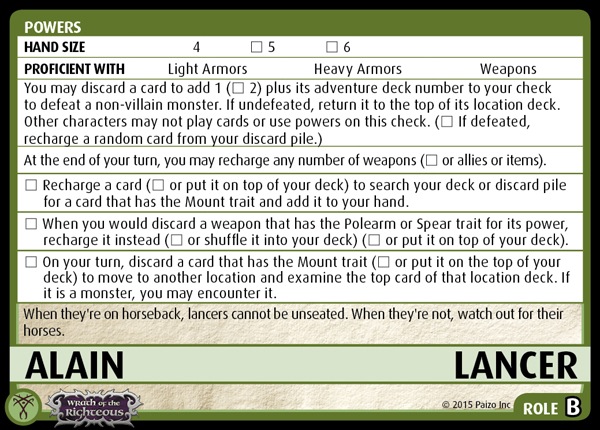 POWERS
HAND SIZE 4 ☐ 5 ☐ 6
PROFICIENT WITH Light Armors Heavy Armors Weapons
You may discard a card to add 1 (☐ 2) plus its adventure deck number to your check
to defeat a non-villain monster. If undefeated, return it to the top of its location deck.
Other characters may not play cards or use powers on this check. (☐ If defeated,
recharge a random card from your discard pile.)
At the end of your turn, you may recharge any number of weapons (☐ or allies or items).
☐ Recharge a card (☐ or put it on top of your deck) to search your deck or discard pile
for a card that has the Mount trait and add it to your hand.
☐ When you would discard a weapon that has the Polearm or Spear trait for its power,
recharge it instead (☐ or shuffle it into your deck) (☐ or put it on top of your deck).
☐ On your turn, discard a card that has the Mount trait (☐ or put it on the top of your
deck) to move to another location and examine the top card of that location deck. If
it is a monster, you may encounter it.
When they're on horseback, lancers cannot be unseated. When they're not, watch out for their
horses.
ALAIN LANCER
Wrath of the
Righteous
© 2015 Paizo Inc ROLE B